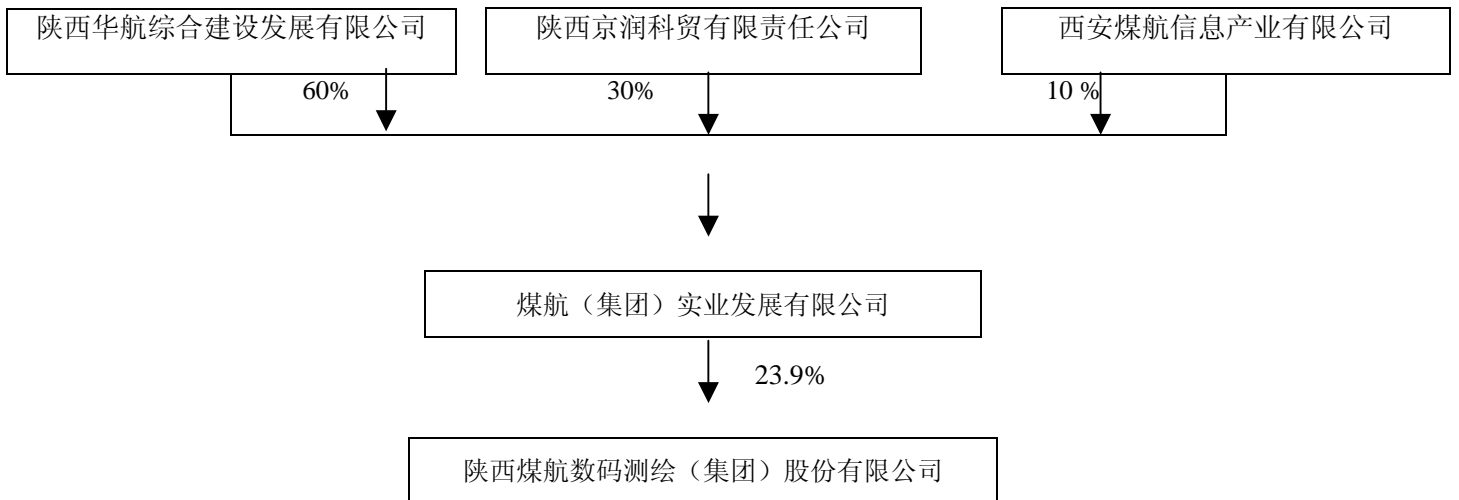 陕西华航综合建设发展有限公司
陕西京润科贸有限责任公司
西安煤航信息产业有限公司
60%
30%
10 %
煤航（集团）实业发展有限公司
23.9%
陕西煤航数码测绘（集团）股份有限公司